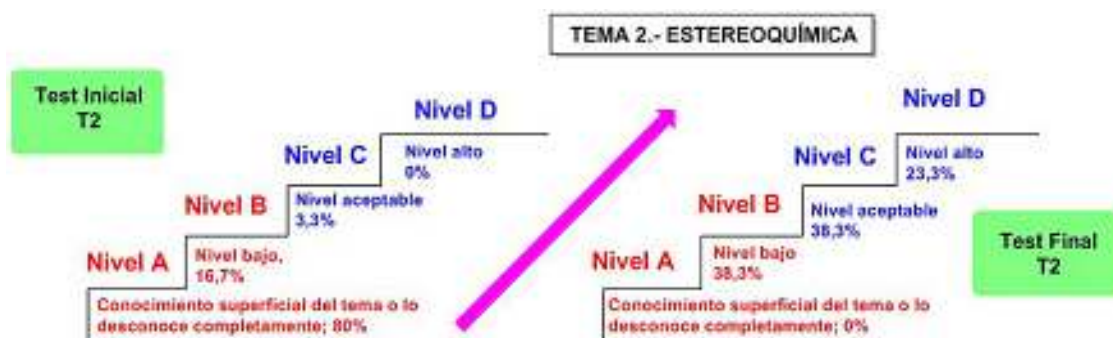 TEMA 2.- ESTEREOQUÍMICA
Test Inicial
T2
Nivel D
Nivel alto
0%
Nivel C
Nivel aceptable
3,3%
Nivel B
Nivel bajo,
16,7%
Nivel A
Conocimiento superficial del tema o lo
desconoce completamente; 80%
Nivel D
Nivel alto
23,3%
Nivel C
Nivel aceptable
38,3%
Nivel B
Nivel bajo
38,3%
Nivel A
Conocimiento superficial del tema o lo
desconoce completamente; 0%
Test Final
T2